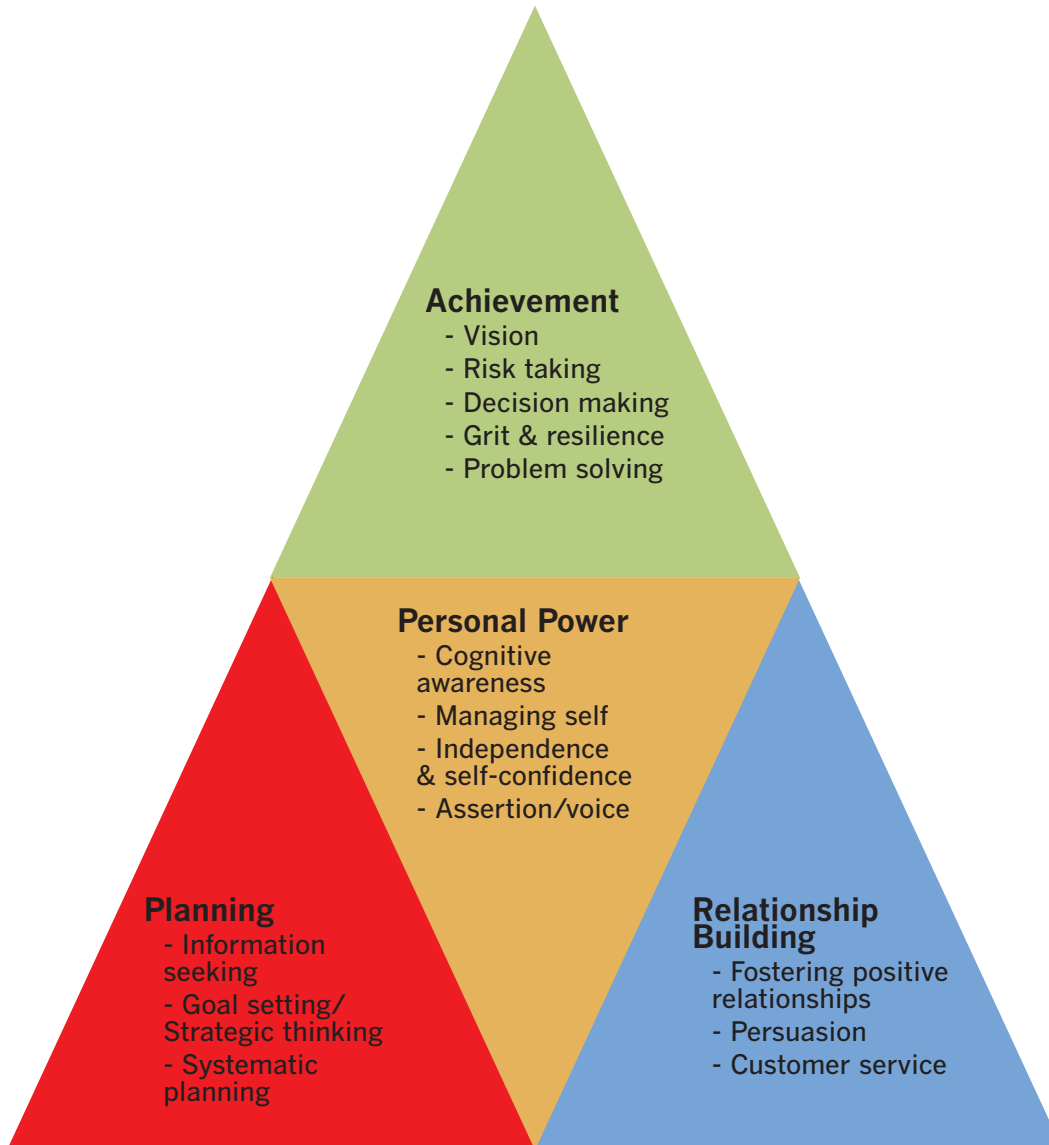 Achievement
- Vision
- Risk taking
- Decision making
- Grit & resilience
- Problem solving
Personal Power
- Cognitive
awareness
- Managing self
- Independence
& self-confidence
- Assertion/voice
Planning
- Information
seeking
- Goal setting/
Strategic thinking
- Systematic
planning
Relationship
Building
- Fostering positive
relationships
- Persuasion
- Customer service